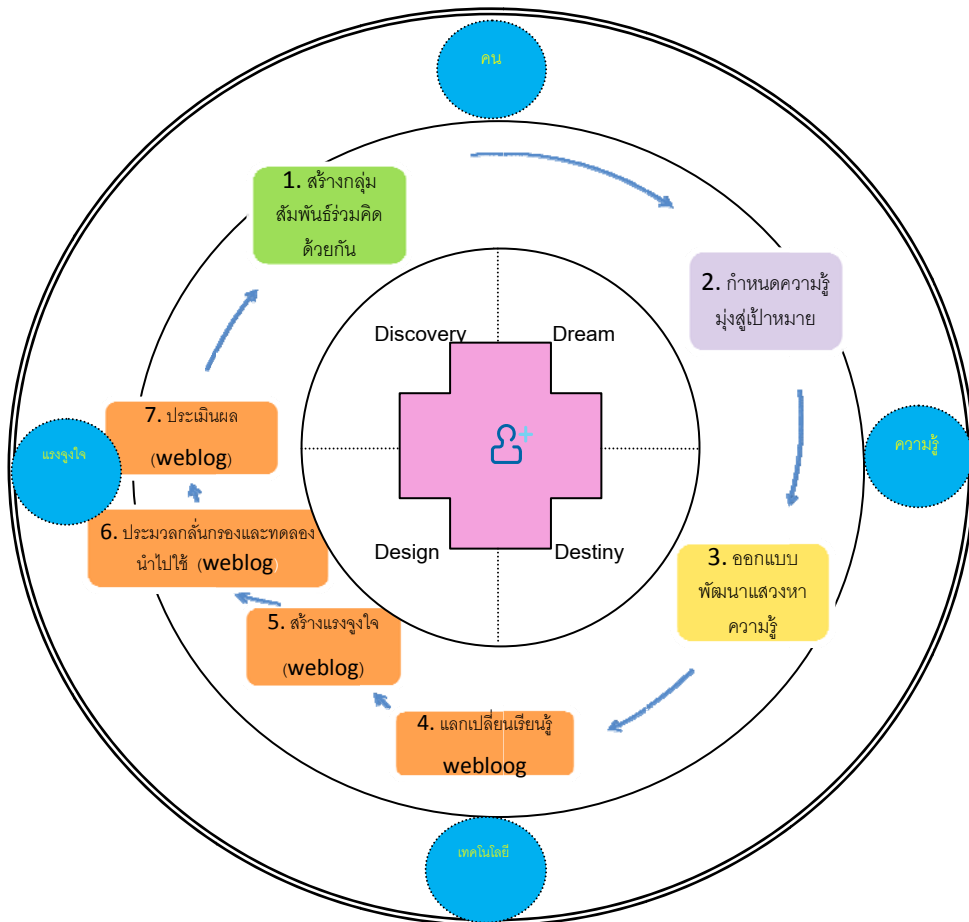 คน
1. สร้างกลุ่ม
สัมพันธ์ร่วมคิด
ด้วยกัน
2. กำหนดความรู้
มุ่งสู่เป้าหมาย
Discovery
Dream
7. ประเมินผล
(weblog)
แรงจูงใจ
ความรู้
6. ประมวลกลั่นกรองและทดลอง
นำไปใช้ (weblog)
Design
Destiny
3. ออกแบบ
พัฒนาแสวงหา
ความรู้
5. สร้างแรงจูงใจ
(weblog)
4. แลกเปลี่ยนเรียนรู้
webloog
เทคโนโลยี